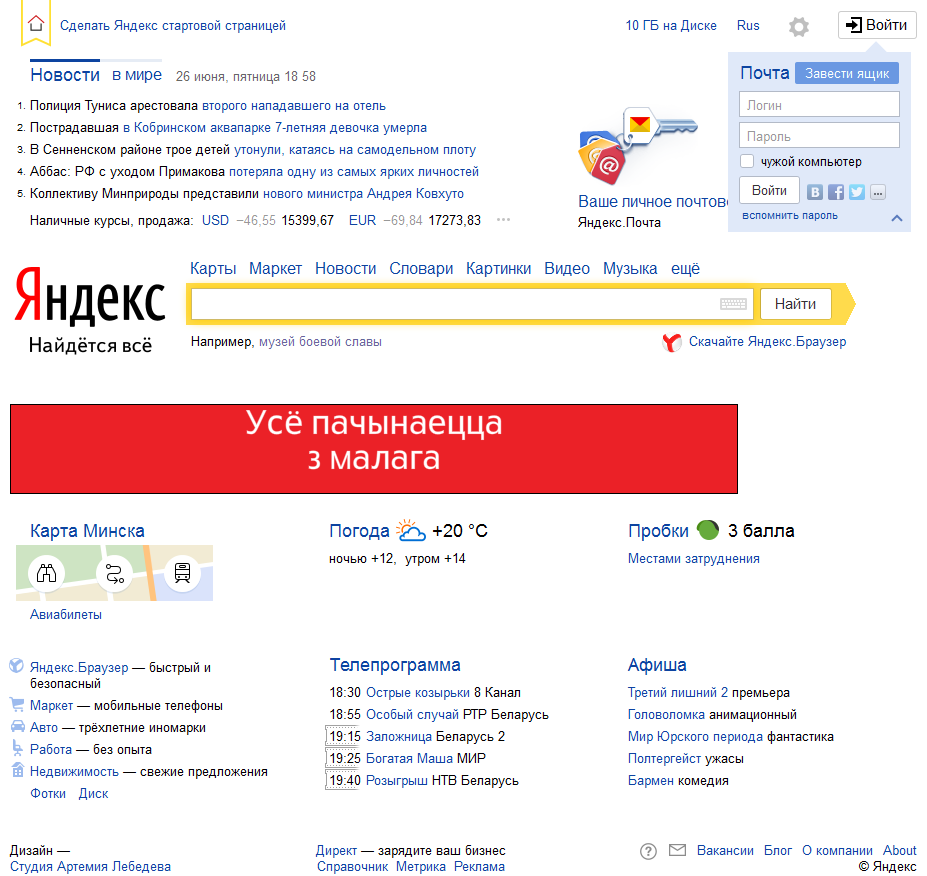 Сделать Яндекс стартовой страницей
10 ГБ на Диске Rus Войти
Новости в мире 26 июня, пятница 18 58
1. Полиция Туниса арестовала второго нападавшего на отель
2. Пострадавшая в Кобринском аквапарке 7-летняя девочка умерла
3. В Сенненском районе трое детей утонули, катаясь на самодельном плоту
4. Аббас: РФ с уходом Примакова потеряла одну из самых ярких личностей
5. Коллективу Минприроды представили нового министра Андрея Ковхуто
Наличные курсы, продажа: USD −46,55 15399,67 EUR −69,84 17273,83
Ваше личное почтово
Яндекс.Почта
Почта Завести ящик
Логин
Пароль
чужой компьютер
Войти
вспомнить пароль
Карты Маркет Новости Словари Картинки Видео Музыка ещё
Яндекс
Найдётся всё
Найти
Например, музей боевой славы
Скачайте Яндекс.Браузер
Усё пачынаецца
з малага
Карта Минска
Авиабилеты
Погода +20 °C
ночью +12, утром +14
Пробки 3 балла
Местами затруднения
Яндекс.Браузер — быстрый и
безопасный
Маркет — мобильные телефоны
Авто — трёхлетние иномарки
Работа — без опыта
Недвижимость — свежие предложения
Фотки Диск
Телепрограмма
18:30 Острые козырьки 8 Канал
18:55 Особый случай РТР Беларусь
19:15 Заложница Беларусь 2
19:25 Богатая Маша МИР
19:40 Розыгрыш НТВ Беларусь
Афиша
Третий лишний 2 премьера
Головоломка анимационный
Мир Юрского периода фантастика
Полтергейст ужасы
Бармен комедия
Дизайн —
Студия Артемия Лебедева
Директ — зарядите ваш бизнес
Справочник Метрика Реклама
Вакансии Блог О компании About
© Яндекс